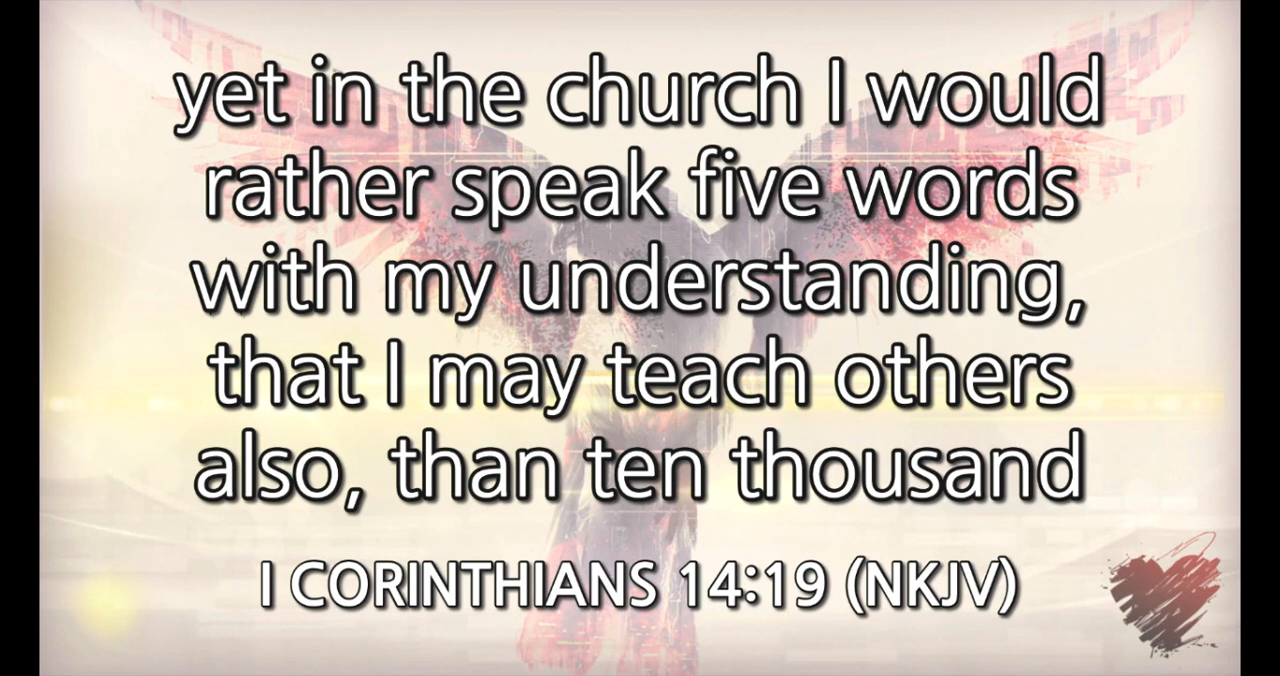 yet in the church I would
rather speak five words
with my understanding,
that I may teach others
also, than ten thousand
I CORINTHIANS 14:19 (NKJV)